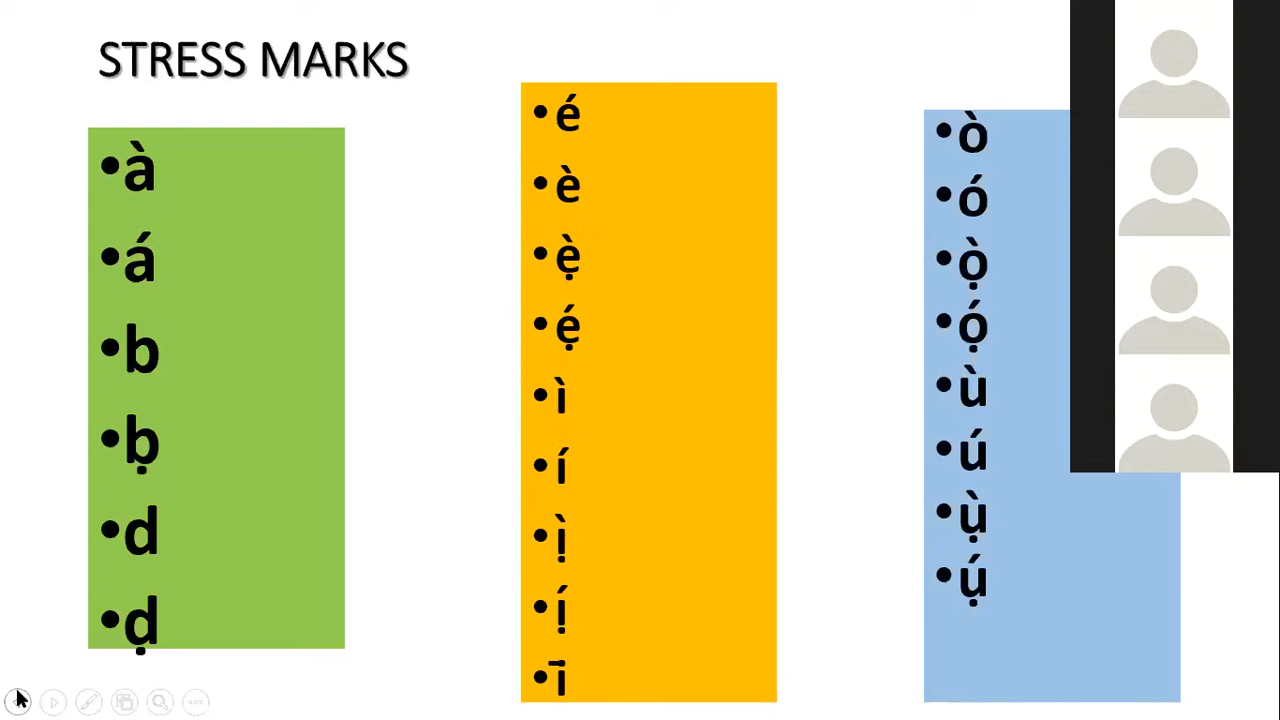 STRESS MARKS
•à
•á
•b
•ḅ
•d
•ḍ
•é
•è
•ẹ̀
•ẹ́
•ì
•í
•ị̀
•ị́
•ī
•ò
•ó
•ọ̀
•ọ́
•ù
•ú
•ụ̀
•ụ́